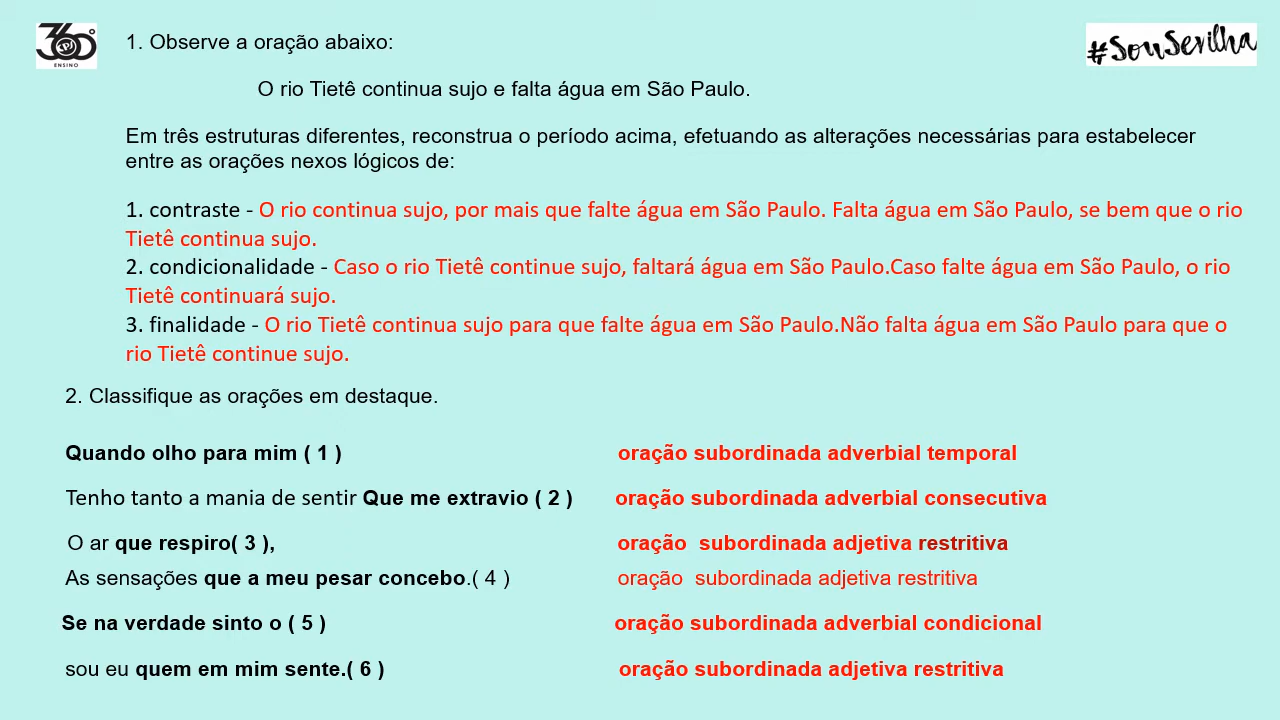 360°
CPJ
ENSINO
#SouSevilha
1. Observe a oração abaixo:
O rio Tietê continua sujo e falta água em São Paulo.
Em três estruturas diferentes, reconstrua o período acima, efetuando as alterações necessárias para estabelecer
entre as orações nexos lógicos de:
1. contraste - O rio continua sujo, por mais que falte água em São Paulo. Falta água em São Paulo, se bem que o rio
Tietê continua sujo.
2. condicionalidade - Caso o rio Tietê continue sujo, faltará água em São Paulo.Caso falte água em São Paulo, o rio
Tietê continuará sujo.
3. finalidade - O rio Tietê continua sujo para que falte água em São Paulo.Não falta água em São Paulo para que o
rio Tietê continue sujo.
2. Classifique as orações em destaque.
Quando olho para mim ( 1 ) oração subordinada adverbial temporal
Tenho tanto a mania de sentir Que me extravio ( 2 ) oração subordinada adverbial consecutiva
O ar que respiro( 3 ), oração subordinada adjetiva restritiva
As sensações que a meu pesar concebo.( 4 ) oração subordinada adjetiva restritiva
Se na verdade sinto o ( 5 ) oração subordinada adverbial condicional
sou eu quem em mim sente.( 6 ) oração subordinada adjetiva restritiva